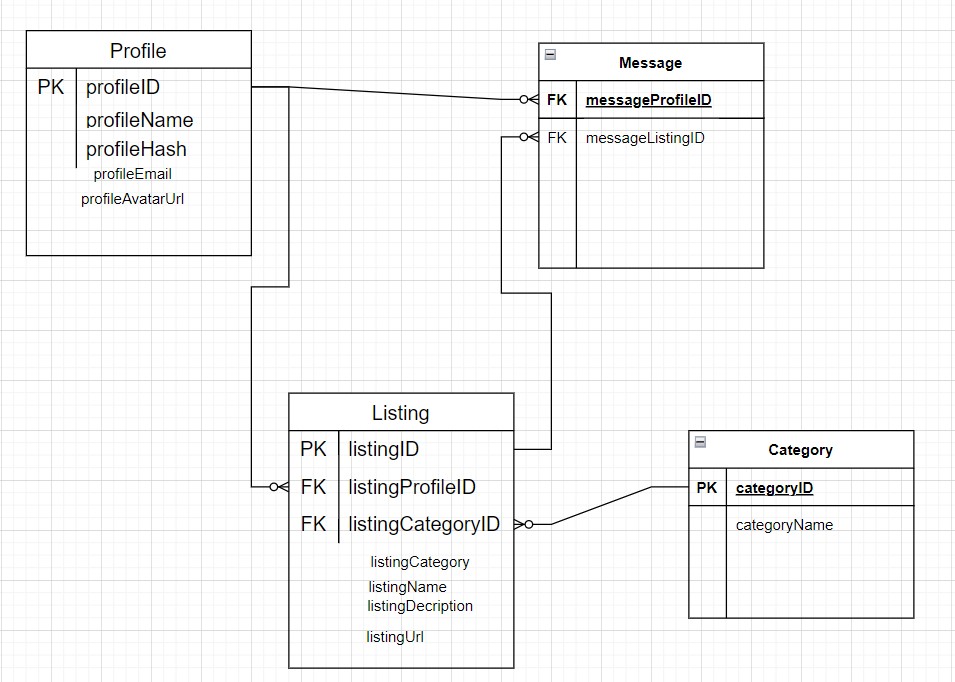 Profile
PK profileID
profileName
profileHash
profileEmail
profileAvatarUrl
Message
FK messageProfileID
FK messageListingID
Listing
PK listingID
FK listingProfileID
FK listingCategoryID
listingCategory
listingName
listingDecription
listingUrl
Category
PK categoryID
categoryName